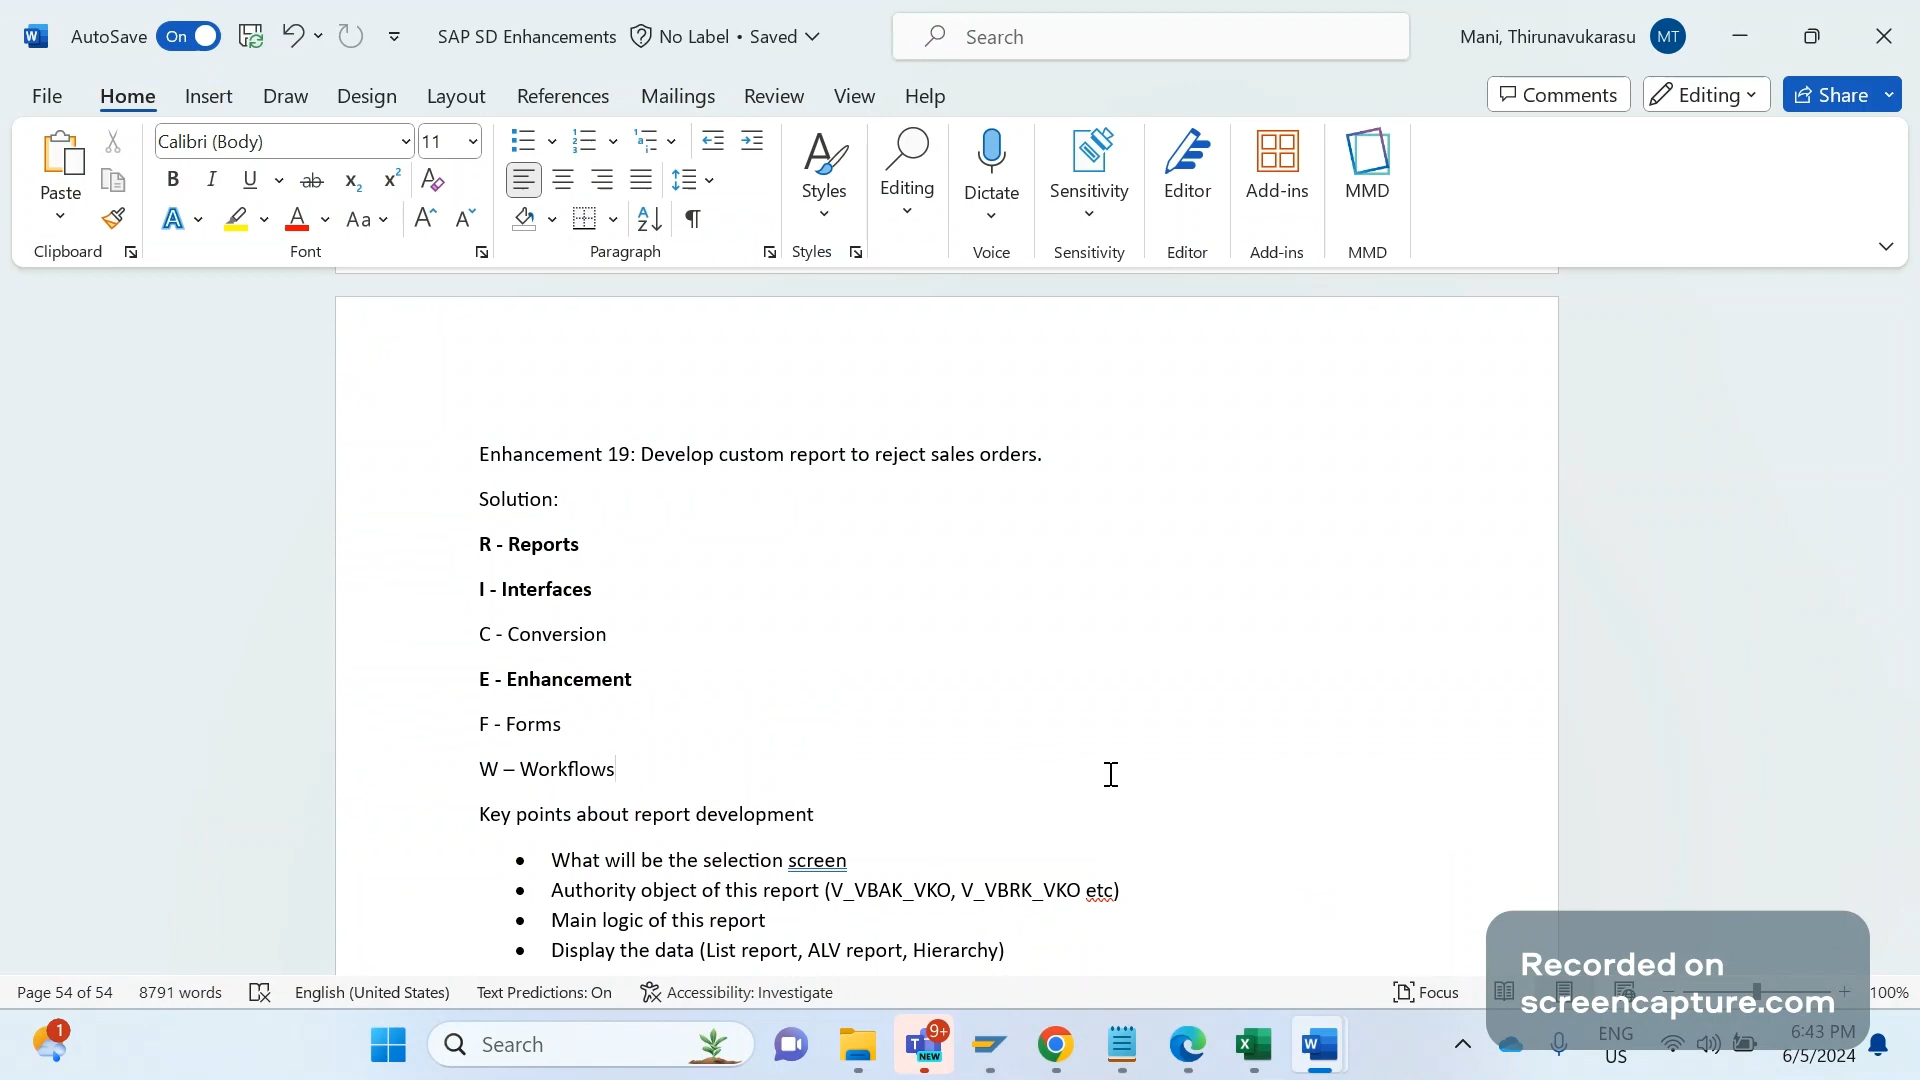 AutoSave On SAP SD Enhancements No Label • Saved Search Mani, Thirunavukarasu MT
File Home Insert Draw Design Layout References Mailings Review View Help Comments Editing Share
Calibri (Body) 11
Paste Styles Editing Dictate Sensitivity Editor Add-ins MMD
Clipboard Font Paragraph Styles Voice Sensitivity Editor Add-ins MMD
Enhancement 19: Develop custom report to reject sales orders.
Solution:
R - Reports
I - Interfaces
C - Conversion
E - Enhancement
F - Forms
W – Workflows
Key points about report development
• What will be the selection screen
• Authority object of this report (V_VBAK_VKO, V_VBRK_VKO etc)
• Main logic of this report
• Display the data (List report, ALV report, Hierarchy)
Recorded on
screencapture.com
Page 54 of 54 8791 words English (United States) Text Predictions: On Accessibility: Investigate Focus 100%
1 Search 9+ NEW ENG
US 6:43 PM
6/5/2024